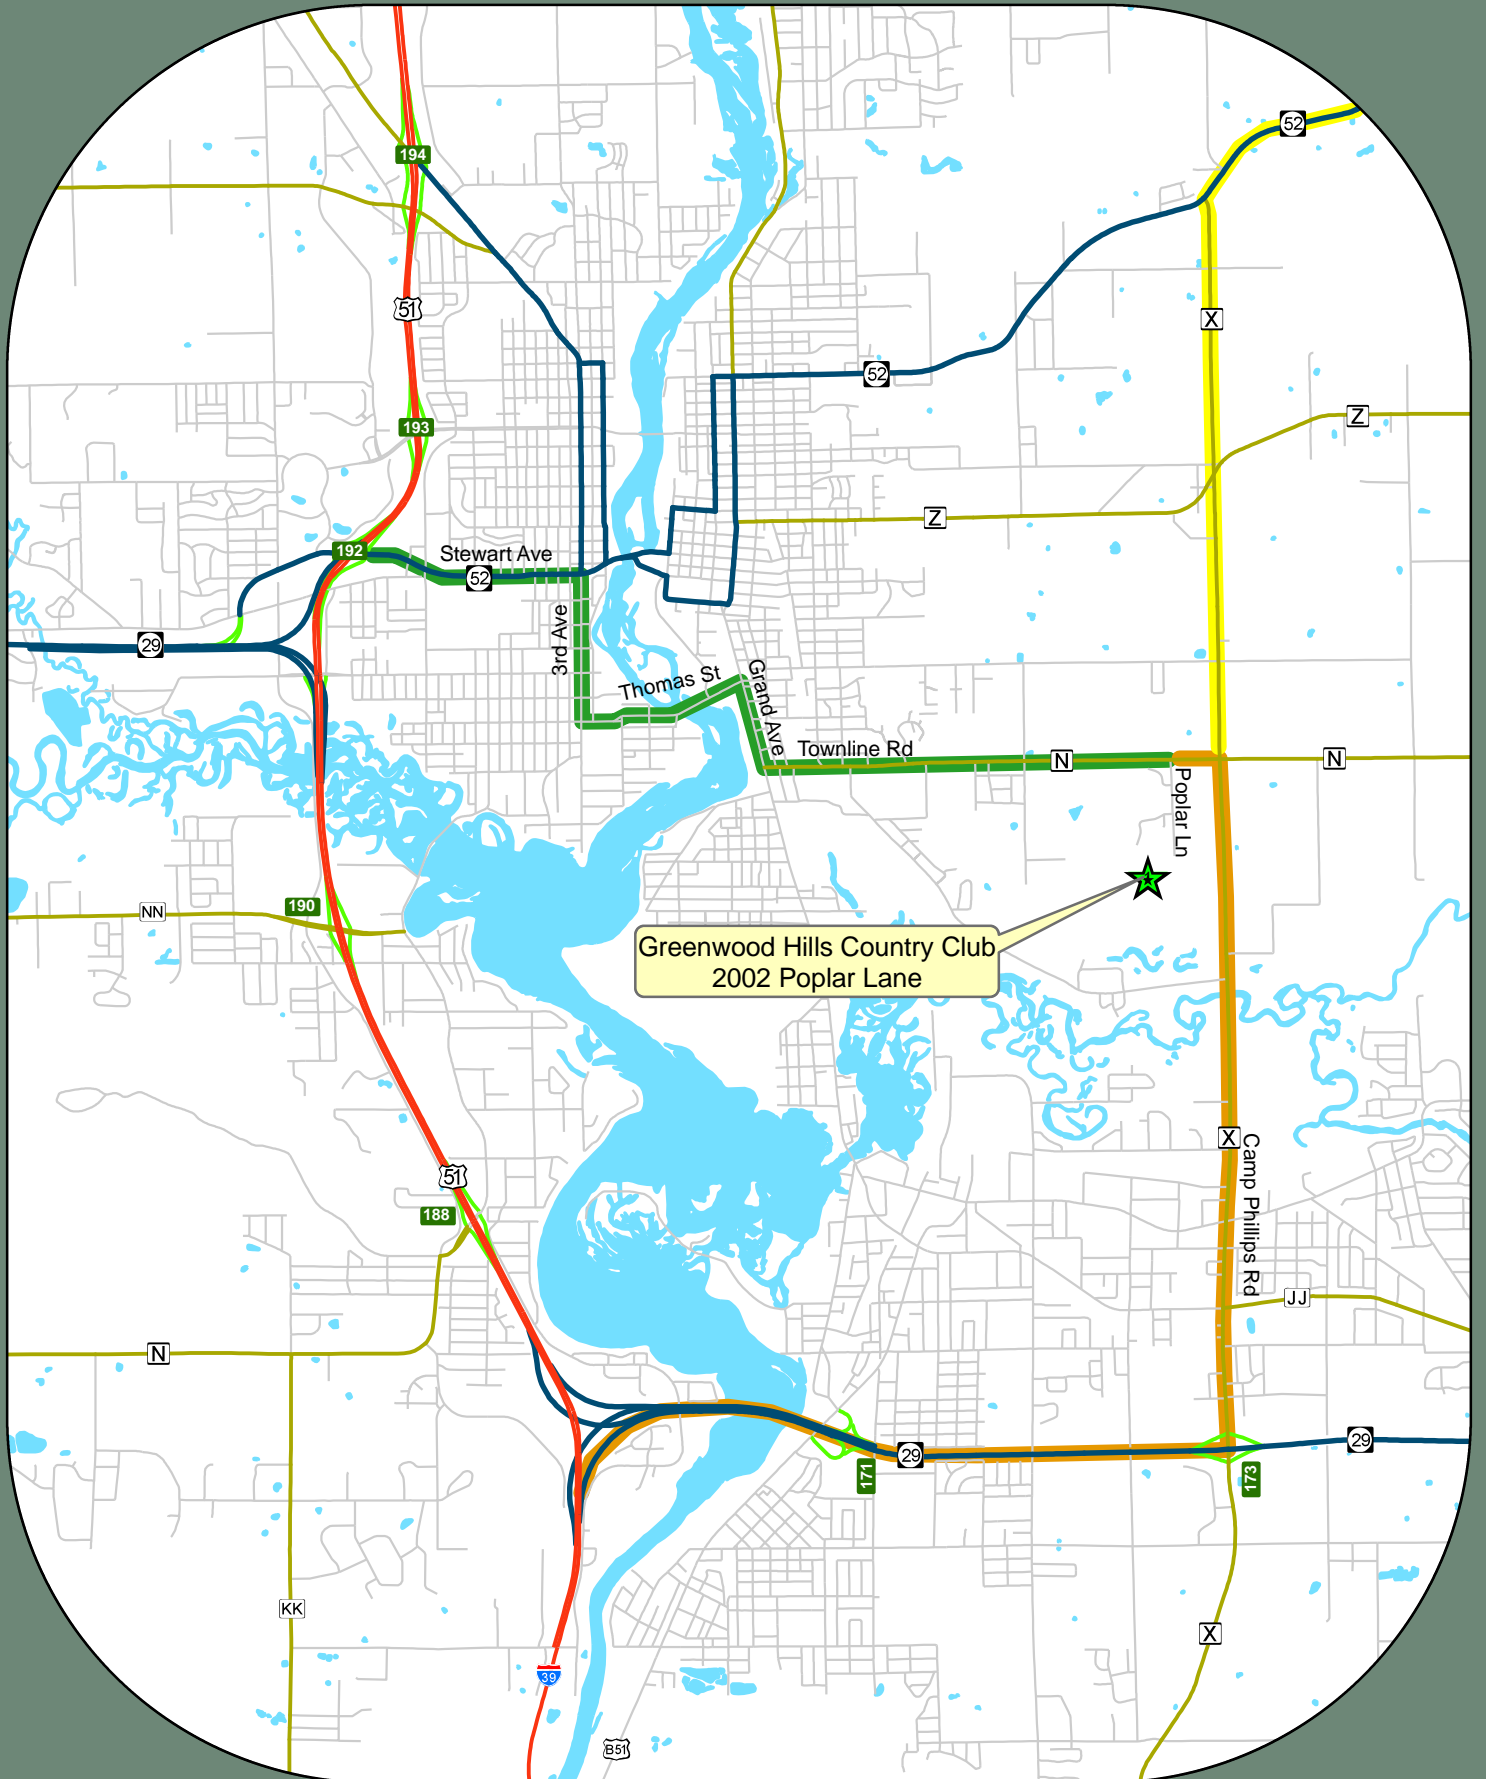 52
194
51
X
52
Z
193
Z
192
Stewart Ave
52
29
3rd Ave
Thomas St
Grand Ave
Townline Rd
N
N
Poplar Ln
190
NN
Greenwood Hills Country Club
2002 Poplar Lane
X
Camp Phillips Rd
51
188
JJ
N
29
29
171
173
KK
X
39
B51